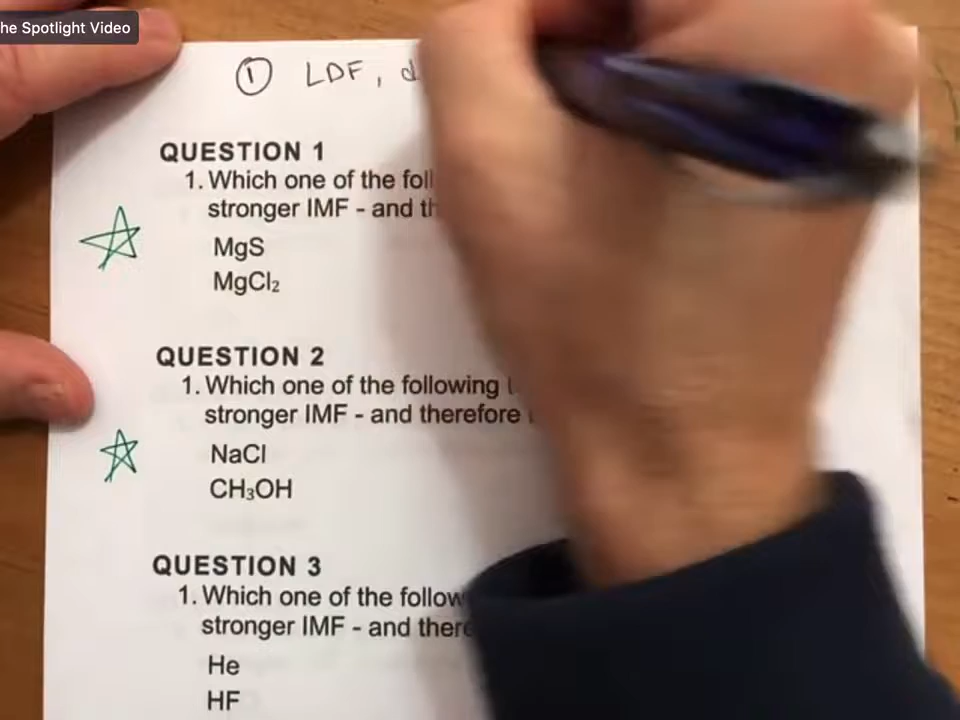 he Spotlight Video
① LDF, d
QUESTION 1
1. Which one of the foll
stronger IMF - and th
MgS
MgCl₂
QUESTION 2
1. Which one of the following
stronger IMF - and therefore
NaCl
CH₃OH
QUESTION 3
1. Which one of the follow
stronger IMF - and there
He
HF